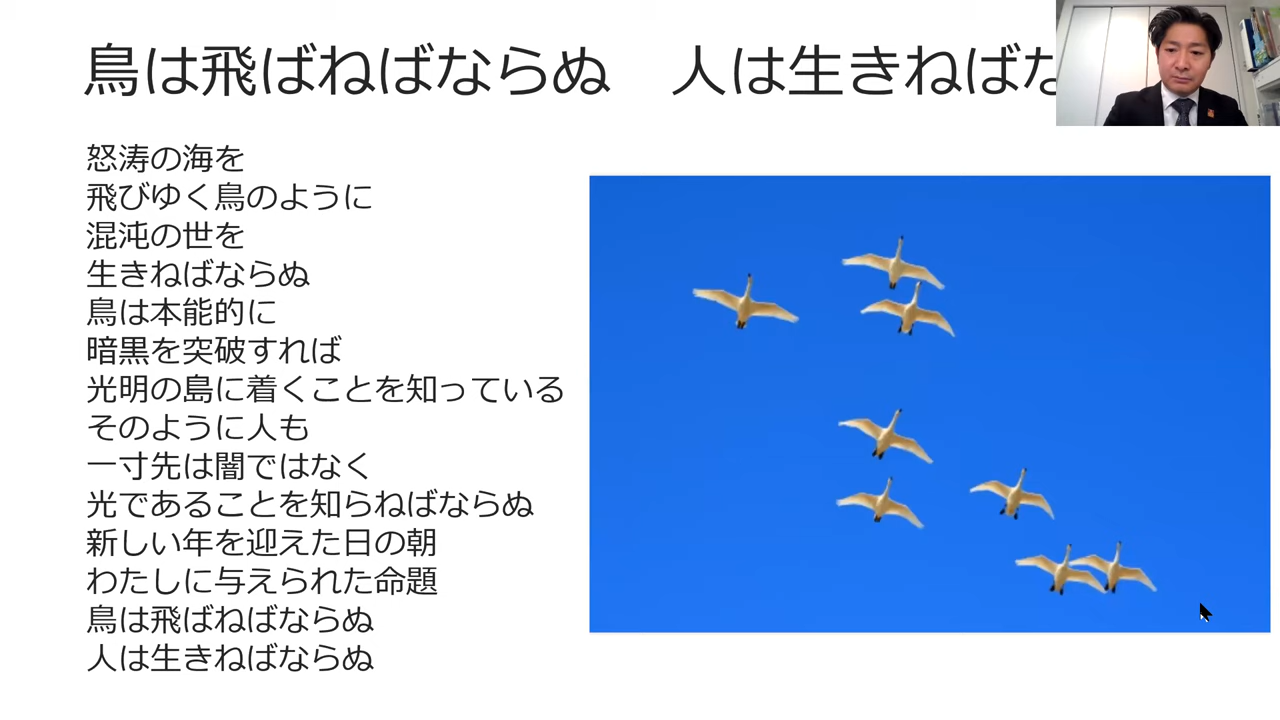 鳥は飛ばねばならぬ　人は生きねばな
怒涛の海を
飛びゆく鳥のように
混沌の世を
生きねばならぬ
鳥は本能的に
暗黒を突破すれば
光明の島に着くことを知っている
そのように人も
一寸先は闇ではなく
光であることを知らねばならぬ
新しい年を迎えた日の朝
わたしに与えられた命題
鳥は飛ばねばならぬ
人は生きねばならぬ